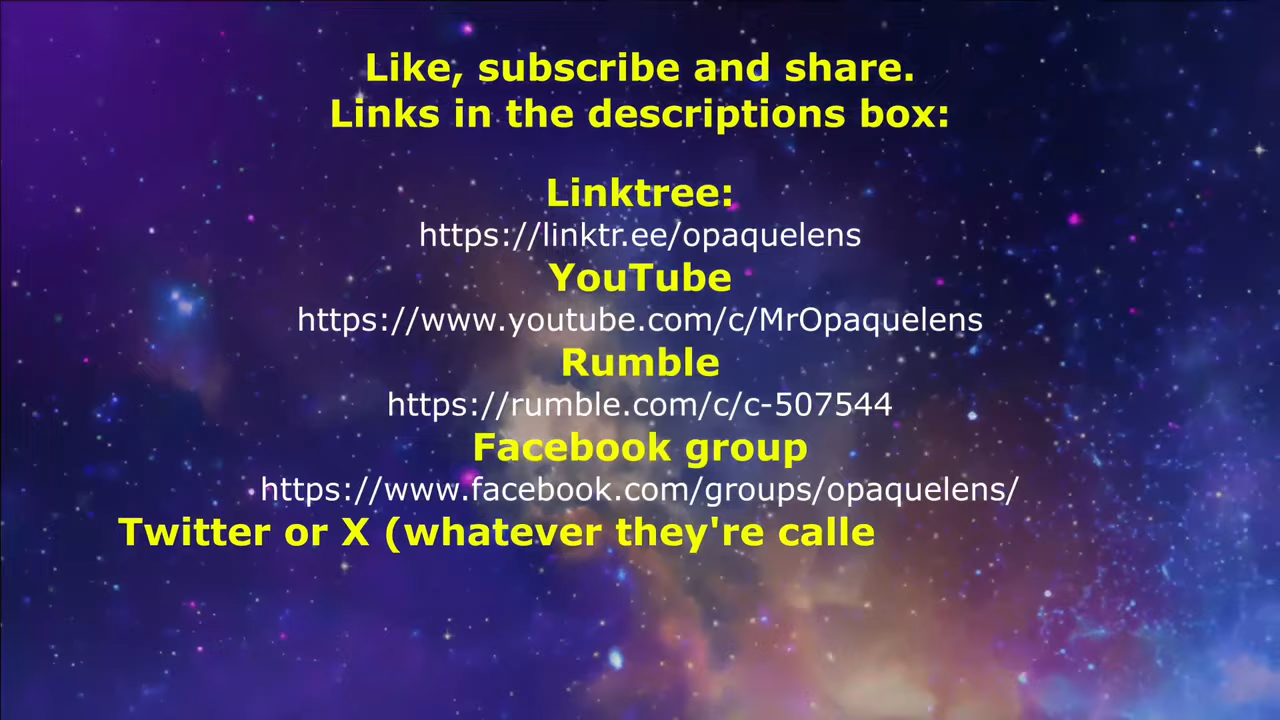 Like, subscribe and share.
Links in the descriptions box:
Linktree:
https://linktr.ee/opaquelens
YouTube
https://www.youtube.com/c/MrOpaquelens
Rumble
https://rumble.com/c/c-507544
Facebook group
https://www.facebook.com/groups/opaquelens/
Twitter or X (whatever they're calle